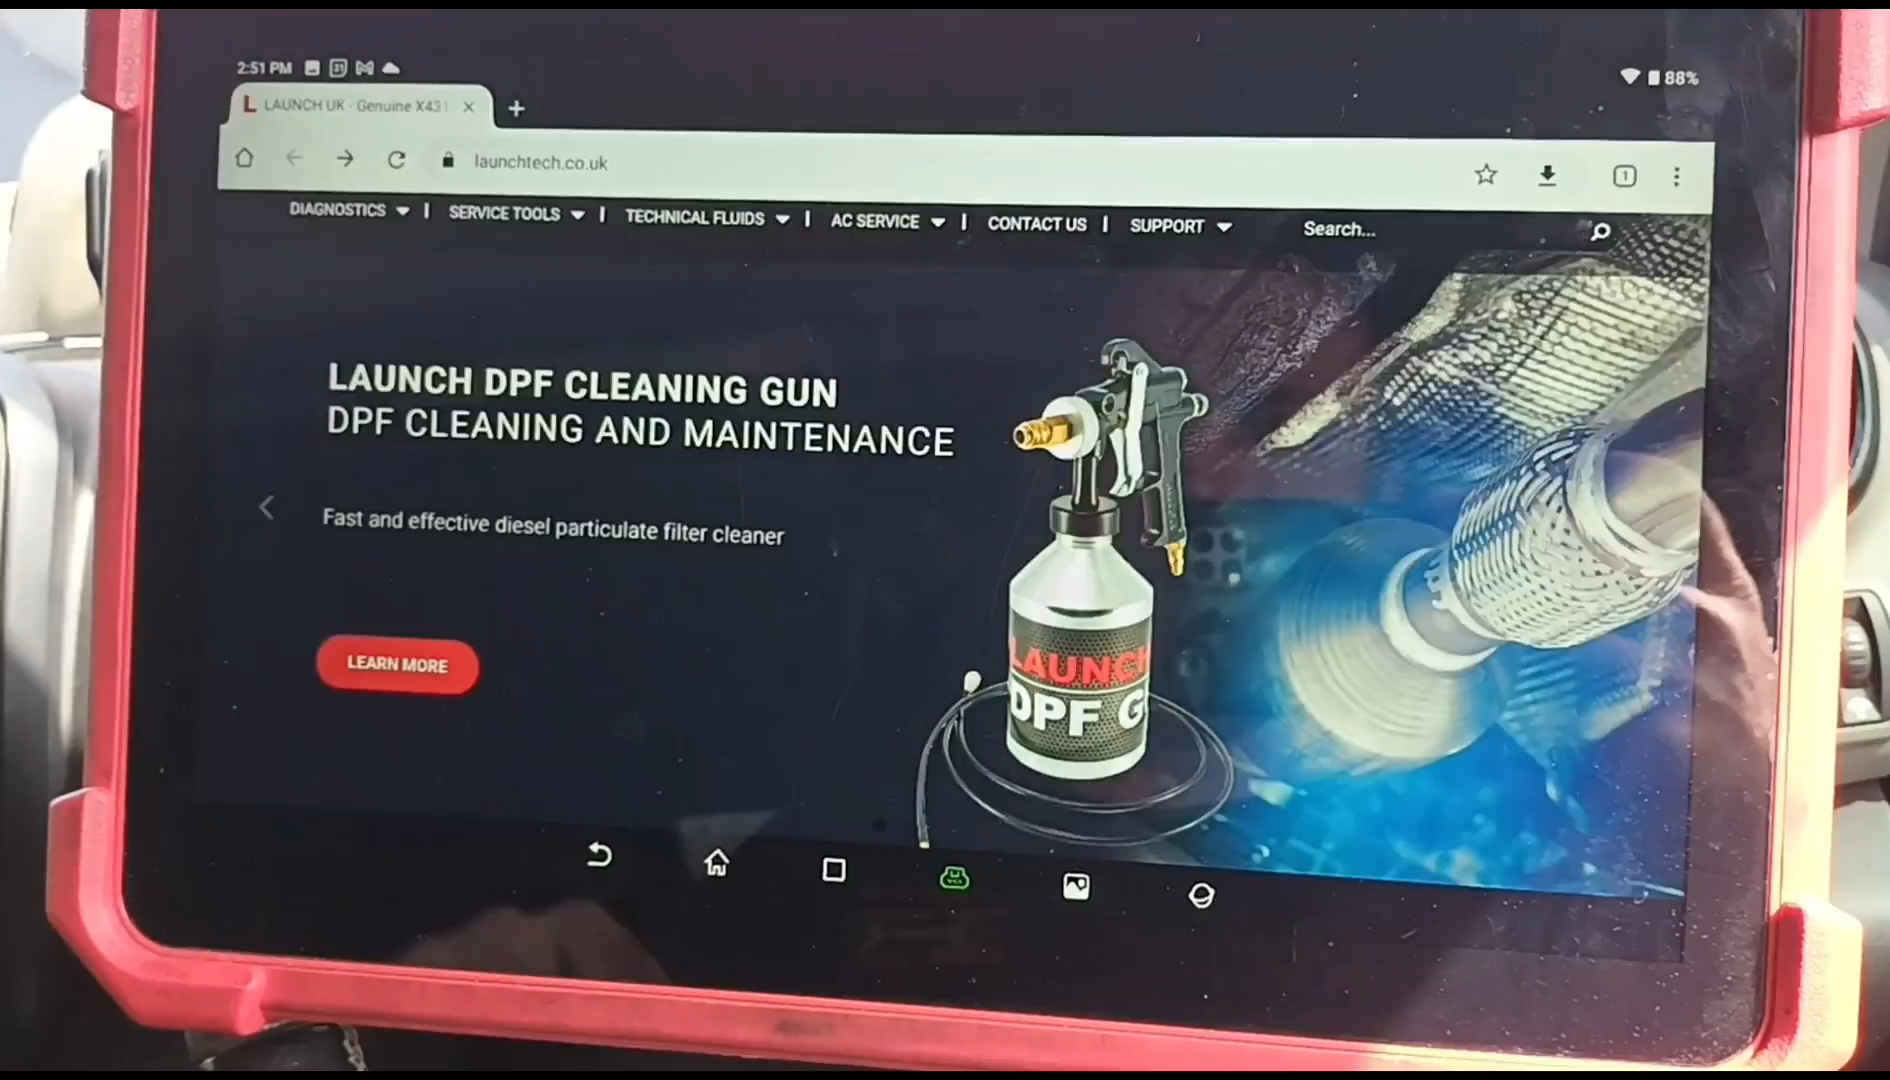 2:51 PM
88%
LAUNCH UK - Genuine X431
launchtech.co.uk
DIAGNOSTICS
SERVICE TOOLS
TECHNICAL FLUIDS
AC SERVICE
CONTACT US
SUPPORT
Search...
LAUNCH DPF CLEANING GUN
DPF CLEANING AND MAINTENANCE
Fast and effective diesel particulate filter cleaner
LEARN MORE
LAUNCH
DPF G